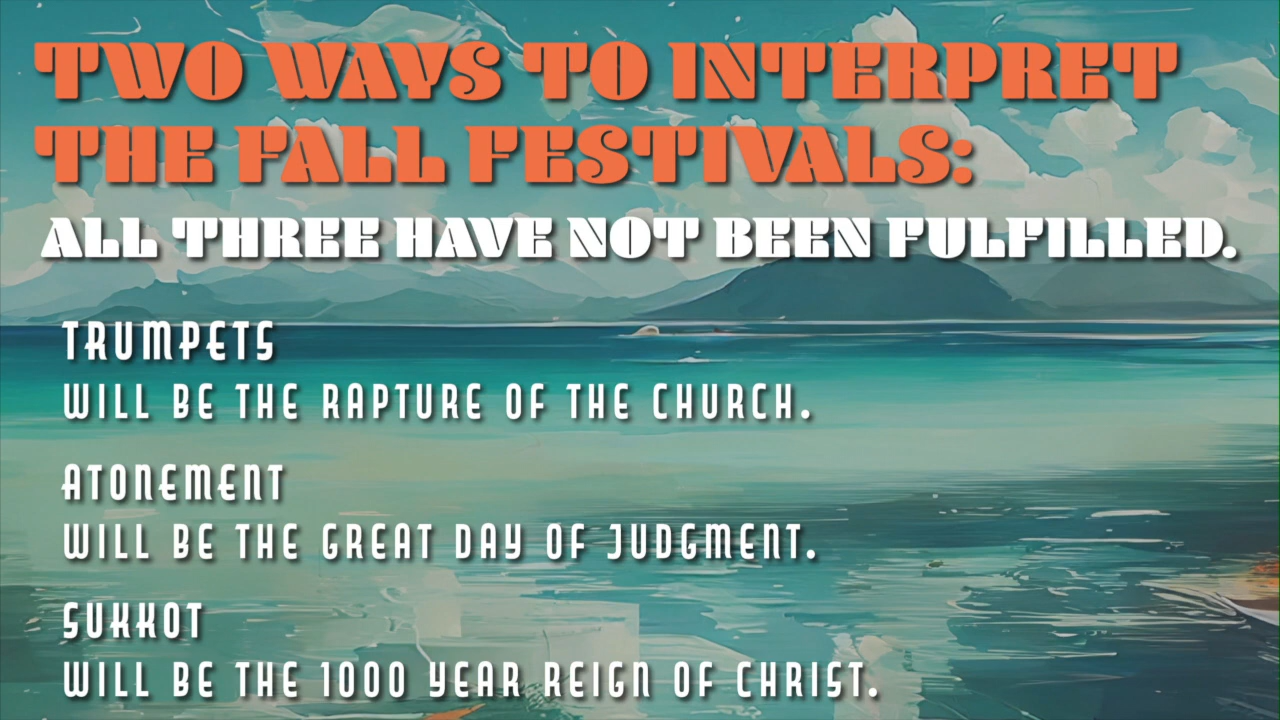 TWO WAYS TO INTERPRET
THE FALL FESTIVALS:
ALL THREE HAVE NOT BEEN FULFILLED.
TRUMPETS
WILL BE THE RAPTURE OF THE CHURCH.
ATONEMENT
WILL BE THE GREAT DAY OF JUDGMENT.
SUKKOT
WILL BE THE 1000 YEAR REIGN OF CHRIST.